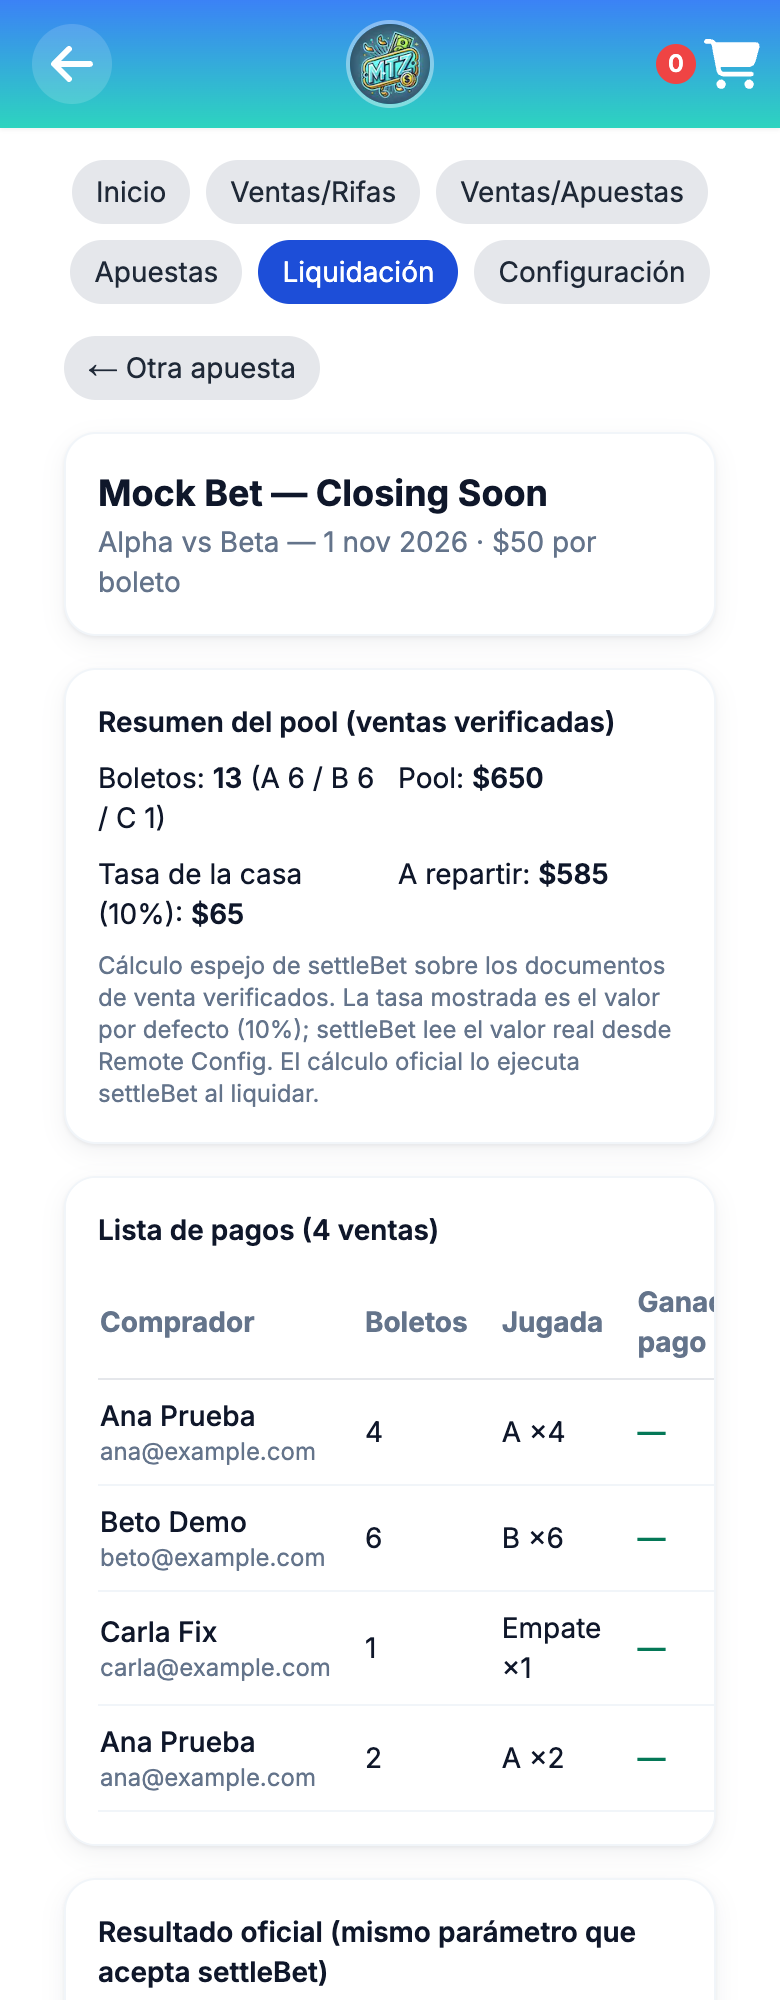 MTZ
0
Inicio
Ventas/Rifas
Ventas/Apuestas
Apuestas
Liquidación
Configuración
← Otra apuesta
Mock Bet — Closing Soon
Alpha vs Beta — 1 nov 2026 · $50 por
boleto
Resumen del pool (ventas verificadas)
Boletos: 13 (A 6 / B 6
/ C 1)
Pool: $650
Tasa de la casa
(10%): $65
A repartir: $585
Cálculo espejo de settleBet sobre los documentos
de venta verificados. La tasa mostrada es el valor
por defecto (10%); settleBet lee el valor real desde
Remote Config. El cálculo oficial lo ejecuta
settleBet al liquidar.
Lista de pagos (4 ventas)
Comprador
Boletos
Jugada
pago
Ana Prueba
ana@example.com
4
A ×4
—
Beto Demo
beto@example.com
6
B ×6
—
Carla Fix
carla@example.com
1
Empate
×1
—
Ana Prueba
ana@example.com
2
A ×2
—
Resultado oficial (mismo parámetro que
acepta settleBet)